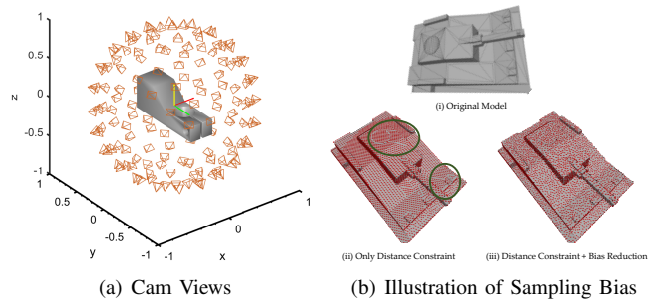 1
0.5
z
0
-0.5
-1
1
0.5
0
-0.5
-1
y
-1
0
1
x
(a) Cam Views
(i) Original Model
(ii) Only Distance Constraint
(iii) Distance Constraint + Bias Reduction
(b) Illustration of Sampling Bias